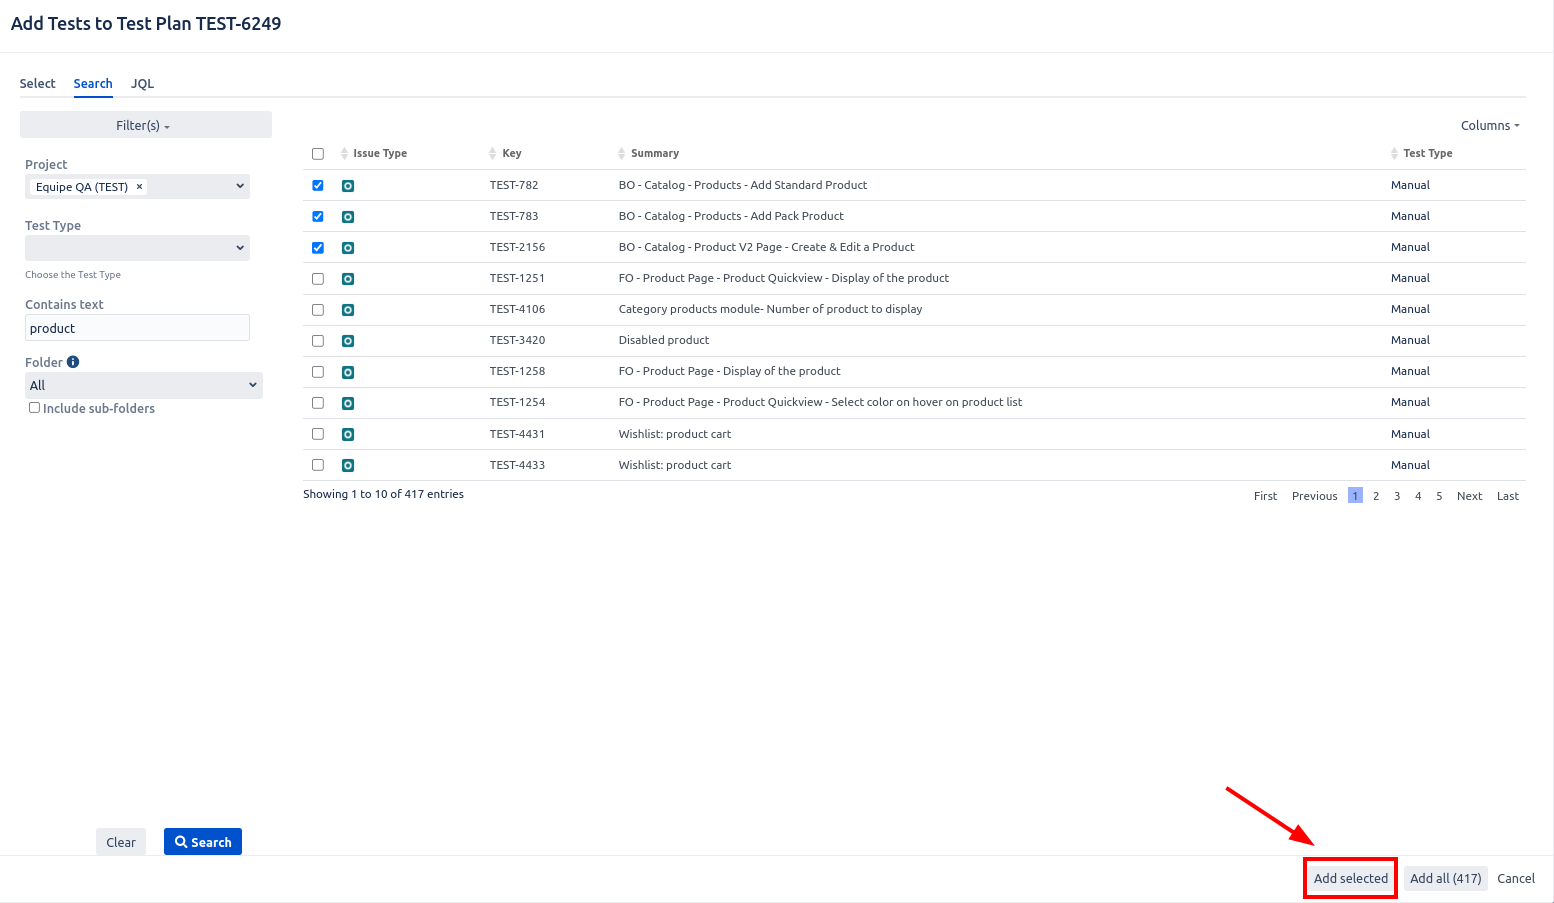 Add Tests to Test Plan TEST-6249
Select Search JQL
Filter(s)
Columns
Project
Equipe QA (TEST) ×
Test Type
Choose the Test Type
Contains text
product
Folder
All
Include sub-folders
Issue Type Key Summary Test Type
TEST-782 BO - Catalog - Products - Add Standard Product Manual
TEST-783 BO - Catalog - Products - Add Pack Product Manual
TEST-2156 BO - Catalog - Product V2 Page - Create & Edit a Product Manual
TEST-1251 FO - Product Page - Product Quickview - Display of the product Manual
TEST-4106 Category products module- Number of product to display Manual
TEST-3420 Disabled product Manual
TEST-1258 FO - Product Page - Display of the product Manual
TEST-1254 FO - Product Page - Product Quickview - Select color on hover on product list Manual
TEST-4431 Wishlist: product cart Manual
TEST-4433 Wishlist: product cart Manual
Showing 1 to 10 of 417 entries
First Previous 1 2 3 4 5 Next Last
Clear Search
Add selected Add all (417) Cancel